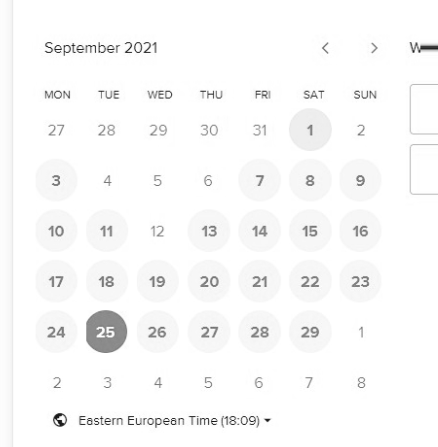 September 2021
MON TUE WED THU FRI SAT SUN
27 28 29 30 31 1 2
3 4 5 6 7 8 9
10 11 12 13 14 15 16
17 18 19 20 21 22 23
24 25 26 27 28 29 1
2 3 4 5 6 7 8
Eastern European Time (18:09)